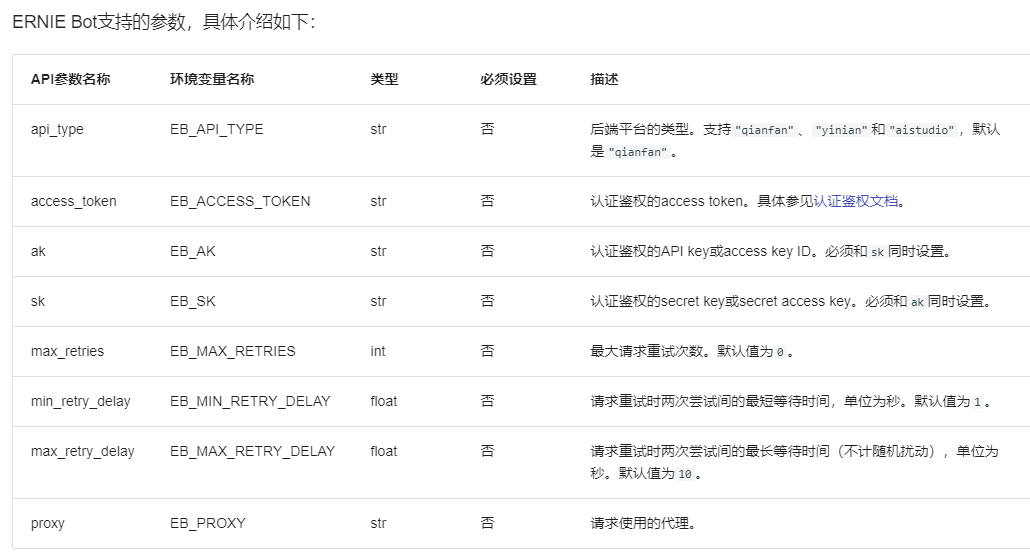 ERNIE Bot支持的参数，具体介绍如下：
API参数名称 环境变量名称 类型 必须设置 描述
api_type EB_API_TYPE str 否 后端平台的类型。支持"qianfan"、"yinian"和"aistudio"，默认
是"qianfan"。
access_token EB_ACCESS_TOKEN str 否 认证鉴权的access token。具体参见认证鉴权文档。
ak EB_AK str 否 认证鉴权的API key或access key ID。必须和sk同时设置。
sk EB_SK str 否 认证鉴权的secret key或secret access key。必须和ak同时设置。
max_retries EB_MAX_RETRIES int 否 最大请求重试次数。默认值为0。
min_retry_delay EB_MIN_RETRY_DELAY float 否 请求重试时两次尝试间的最短等待时间，单位为秒。默认值为1。
max_retry_delay EB_MAX_RETRY_DELAY float 否 请求重试时两次尝试间的最长等待时间（不计随机扰动），单位为
秒。默认值为10。
proxy EB_PROXY str 否 请求使用的代理。